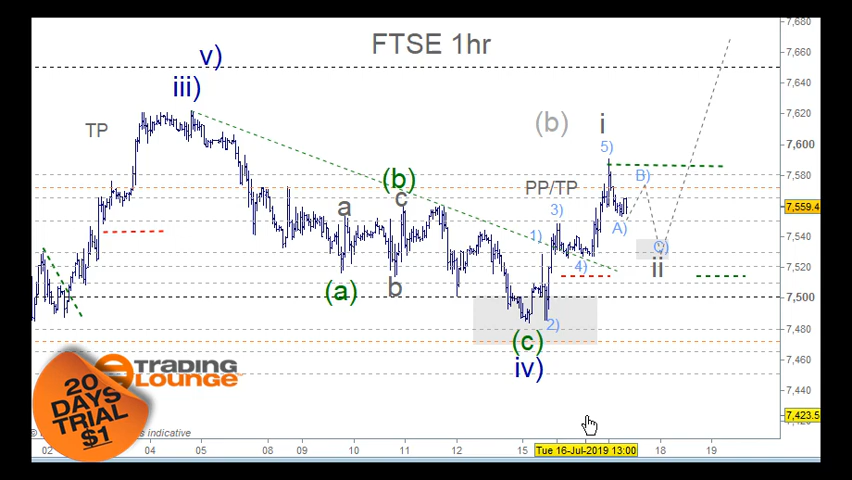 FTSE 1hr
v)
iii)
TP
(b)
i
5)
(b)
PP/TP
B)
a
c
3)
A)
1)
4)
C)
ii
(a)
b
2)
(c)
iv)
7,680
7,660
7,640
7,620
7,600
7,580
7,559.4
7,540
7,520
7,500
7,480
7,460
7,440
7,423.5
TRADING
LOUNGE
20
DAYS
TRIAL
$1
indicative
02
04
05
08
09
10
11
12
15
Tue 16-Jul-2019 13:00
18
19